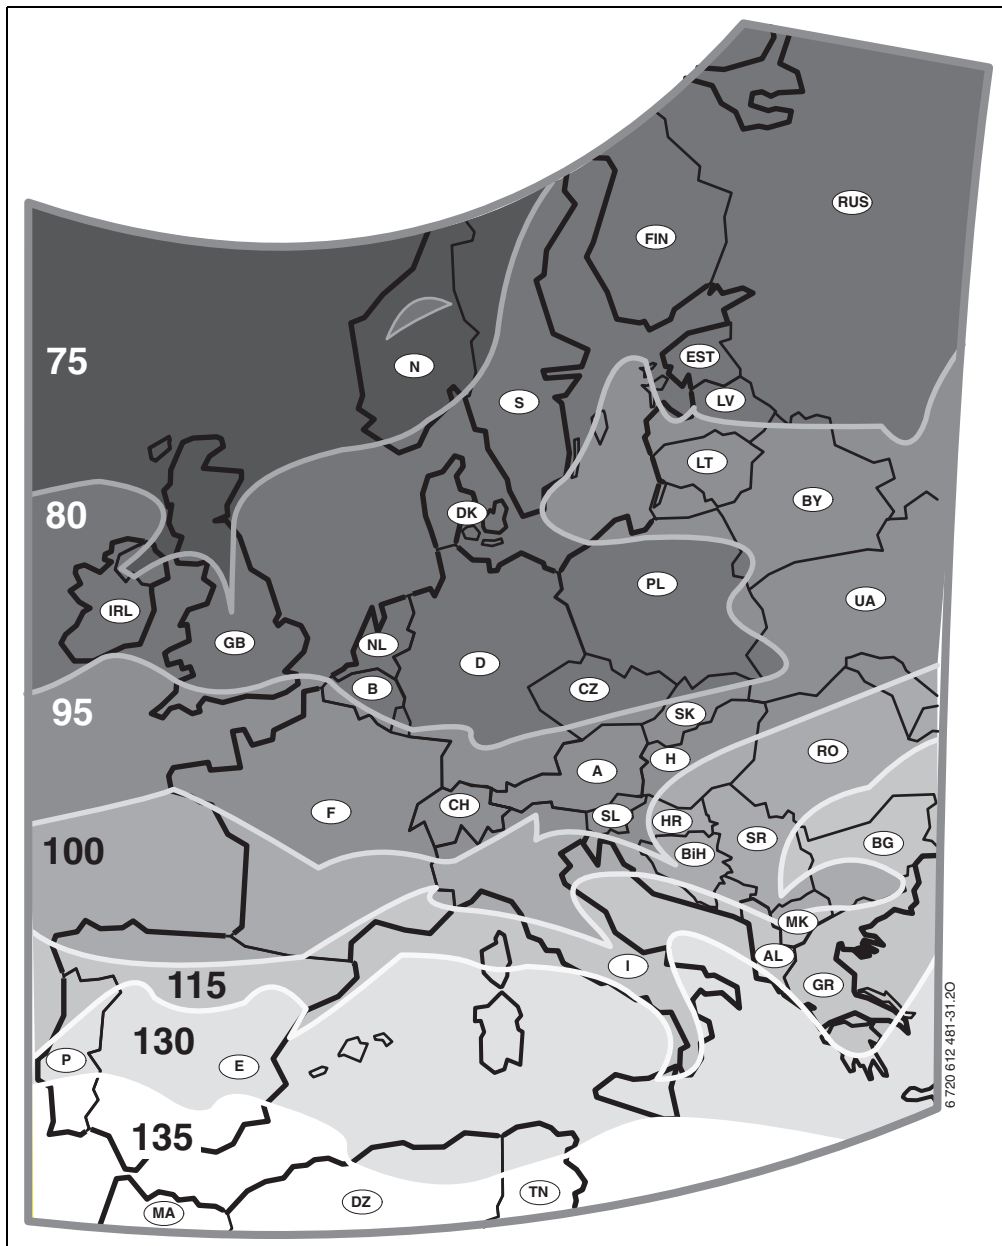 RUS
FIN
75
N
EST
S
LV
LT
80
DK
BY
PL
IRL
UA
GB
NL
D
B
CZ
95
SK
RO
H
A
CH
F
SL
HR
SR
BG
100
BiH
MK
AL
I
115
GR
130
P
E
135
DZ
TN
MA
6 720 612 481-31.2O